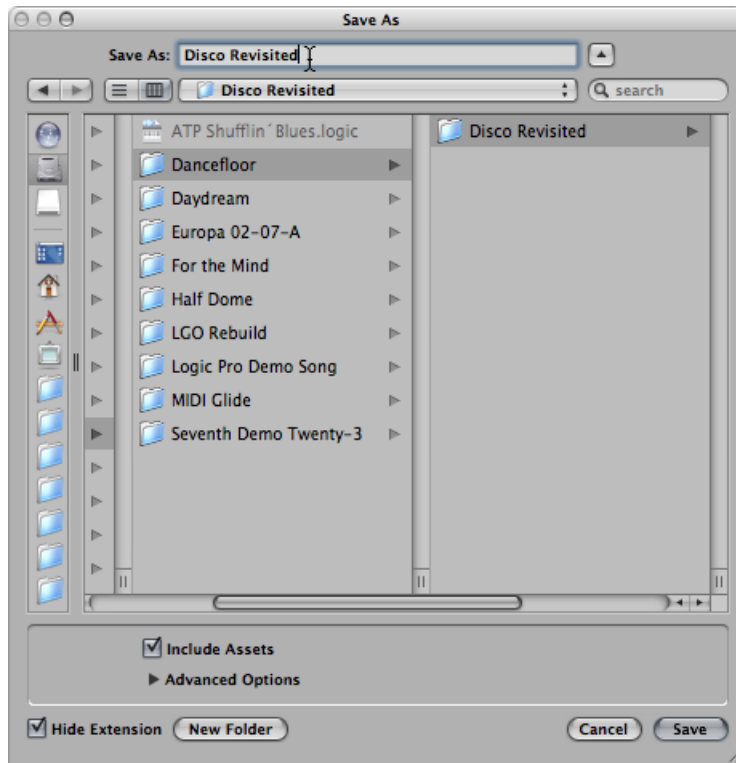 Save As
Save As: Disco Revisited
Disco Revisited
search
ATP Shufflin´Blues.logic
Dancefloor
Daydream
Europa 02-07-A
For the Mind
Half Dome
LGO Rebuild
Logic Pro Demo Song
MIDI Glide
Seventh Demo Twenty-3
Disco Revisited
Include Assets
Advanced Options
Hide Extension
New Folder
Cancel
Save